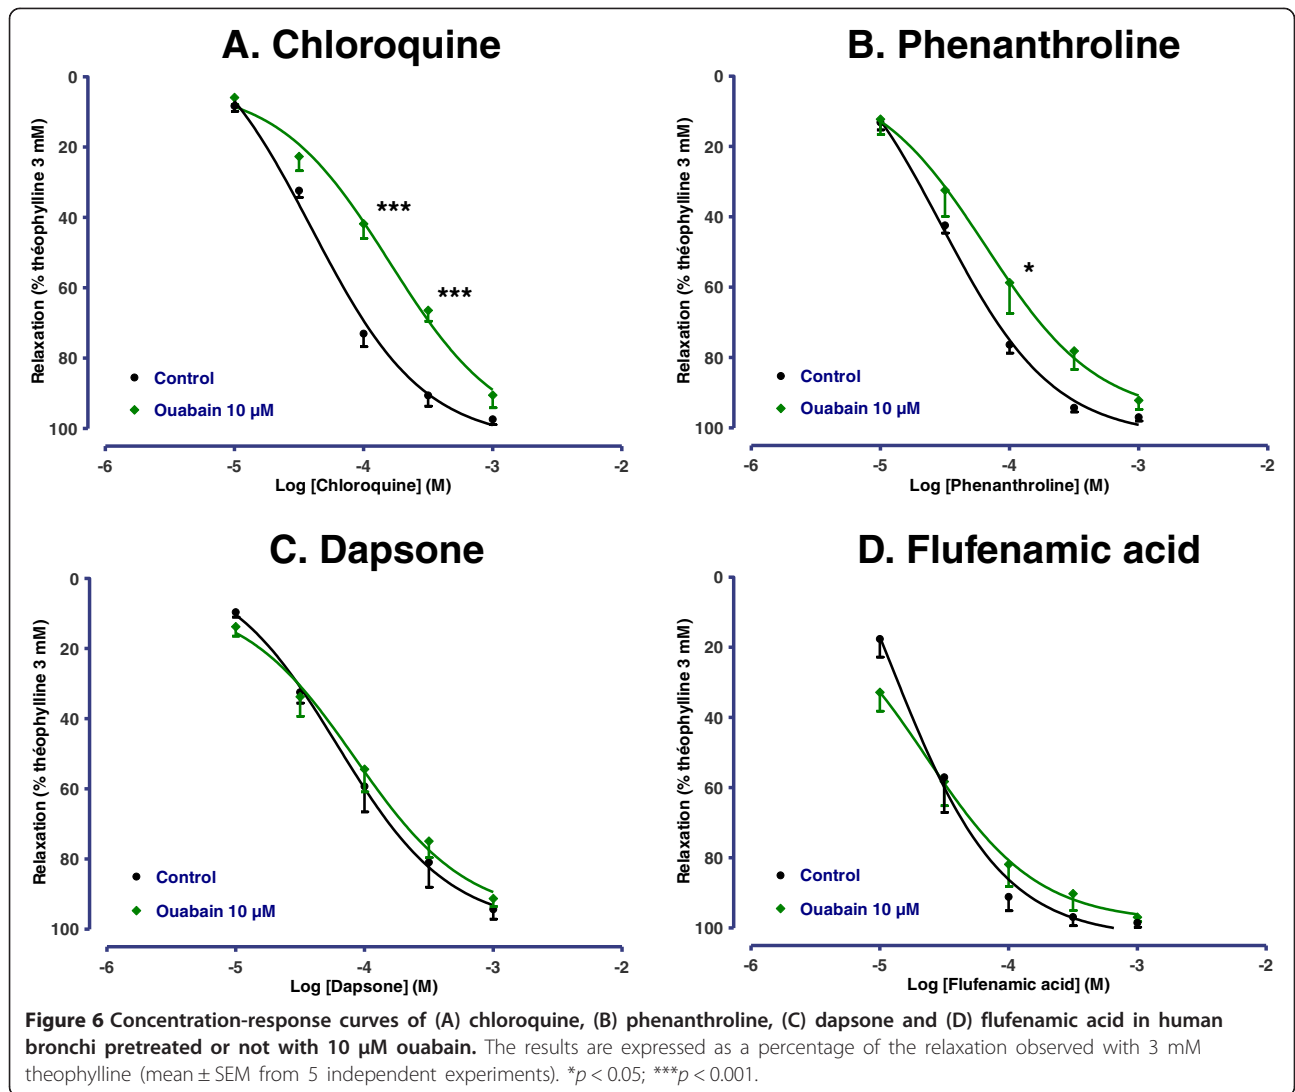 A. Chloroquine
0
20
40
60
80
100
Relaxation (% théophylline 3 mM)
***
***
Control
Ouabain 10 µM
-6
-5
-4
-3
-2
Log [Chloroquine] (M)
B. Phenanthroline
0
20
40
60
80
100
Relaxation (% théophylline 3 mM)
*
Control
Ouabain 10 µM
-6
-5
-4
-3
-2
Log [Phenanthroline] (M)
C. Dapsone
0
20
40
60
80
100
Relaxation (% théophylline 3 mM)
Control
Ouabain 10 µM
-6
-5
-4
-3
-2
Log [Dapsone] (M)
D. Flufenamic acid
0
20
40
60
80
100
Relaxation (% théophylline 3 mM)
Control
Ouabain 10 µM
-6
-5
-4
-3
-2
Log [Flufenamic acid] (M)
Figure 6 Concentration-response curves of (A) chloroquine, (B) phenanthroline, (C) dapsone and (D) flufenamic acid in human
bronchi pretreated or not with 10 µM ouabain. The results are expressed as a percentage of the relaxation observed with 3 mM
theophylline (mean ± SEM from 5 independent experiments). *p < 0.05; ***p < 0.001.